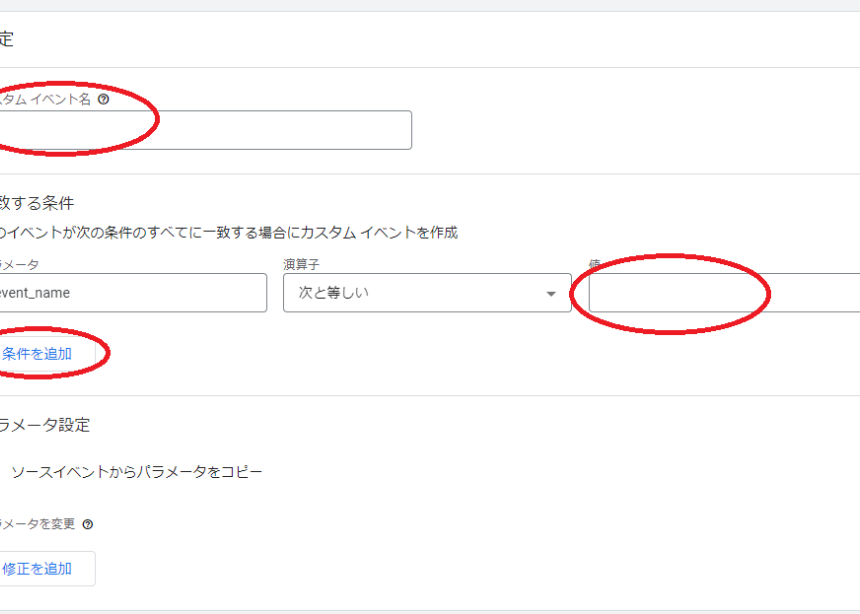 定
スタム イベント名
致する条件
のイベントが次の条件のすべてに一致する場合にカスタム イベントを作成
ラメータ
演算子
値
event_name
次と等しい
条件を追加
ラメータ設定
ソースイベントからパラメータをコピー
ラメータを変更
修正を追加